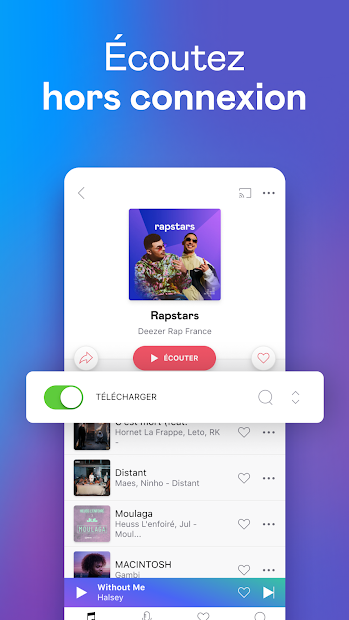 Écoutez
hors connexion
rapstars
Rapstars
Deezer Rap France
ÉCOUTER
TÉLÉCHARGER
C'est mort (feat.
Hornet La Frappe, Leto, RK
-
Distant
Maes, Ninho - Distant
Moulaga
Heuss L'enfoiré, Jul -
Moul...
JUL
MOULAGA
MACINTOSH
Gambi
Without Me
Halsey